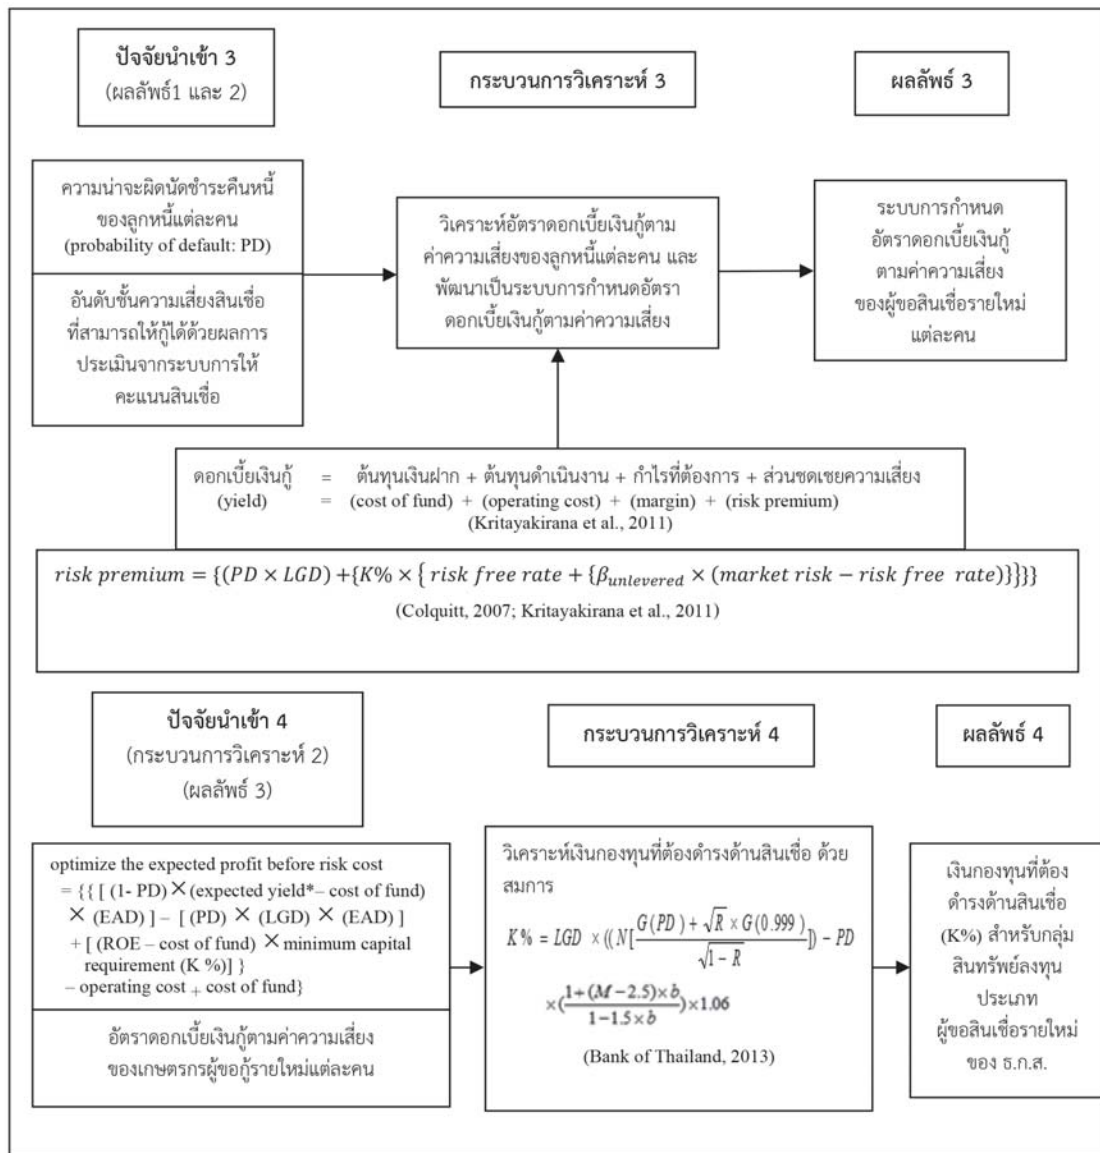 ปัจจัยนำเข้า 3
(ผลลัพธ์1 และ 2)
กระบวนการวิเคราะห์ 3
ผลลัพธ์ 3
ความน่าจะผิดนัดชำระคืนหนี้
ของลูกหนี้แต่ละคน
(probability of default: PD)
อันดับชั้นความเสี่ยงสินเชื่อ
ที่สามารถให้กู้ได้ด้วยผลการ
ประเมินจากระบบการให้
คะแนนสินเชื่อ
วิเคราะห์อัตราดอกเบี้ยเงินกู้ตาม
ค่าความเสี่ยงของลูกหนี้แต่ละคน และ
พัฒนาเป็นระบบการกำหนดอัตรา
ดอกเบี้ยเงินกู้ตามค่าความเสี่ยง
ระบบการกำหนด
อัตราดอกเบี้ยเงินกู้
ตามค่าความเสี่ยง
ของผู้ขอสินเชื่อรายใหม่
แต่ละคน
ดอกเบี้ยเงินกู้ = ต้นทุนเงินฝาก + ต้นทุนดำเนินงาน + กำไรที่ต้องการ + ส่วนชดเชยความเสี่ยง
(yield) = (cost of fund) + (operating cost) + (margin) + (risk premium)
(Kritayakirana et al., 2011)
risk premium = {(PD × LGD) +{K% × { risk free rate + {β_unlevered × (market risk − risk free rate)}}}}
(Colquitt, 2007; Kritayakirana et al., 2011)
ปัจจัยนำเข้า 4
(กระบวนการวิเคราะห์ 2)
(ผลลัพธ์ 3)
กระบวนการวิเคราะห์ 4
ผลลัพธ์ 4
optimize the expected profit before risk cost
= {{ [ (1- PD) × (expected yield*– cost of fund)
× (EAD) ] – [ (PD) × (LGD) × (EAD) ]
+ [ (ROE – cost of fund) × minimum capital
requirement (K %)] }
– operating cost + cost of fund}
อัตราดอกเบี้ยเงินกู้ตามค่าความเสี่ยง
ของเกษตรกรผู้ขอกู้รายใหม่แต่ละคน
วิเคราะห์เงินกองทุนที่ต้องดำรงด้านสินเชื่อ ด้วย
สมการ
K% = LGD × ((N[(G(PD) + √R × G(0.999))/√(1 − R)]) − PD
×((1+(M −2.5)×b)/(1−1.5×b))×1.06
(Bank of Thailand, 2013)
เงินกองทุนที่ต้อง
ดำรงด้านสินเชื่อ
(K%) สำหรับกลุ่ม
สินทรัพย์ลงทุน
ประเภท
ผู้ขอสินเชื่อรายใหม่
ของ ธ.ก.ส.